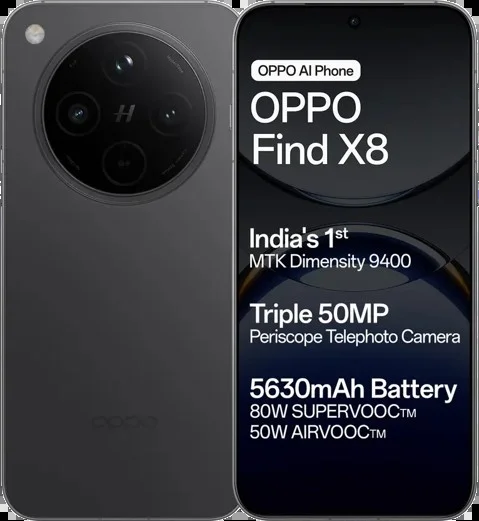 OPPO AI Phone
OPPO
Find X8
India's 1st
MTK Dimensity 9400
Triple 50MP
Periscope Telephoto Camera
5630mAh Battery
80W SUPERVOOC™
50W AIRVOOC™
H
oppo